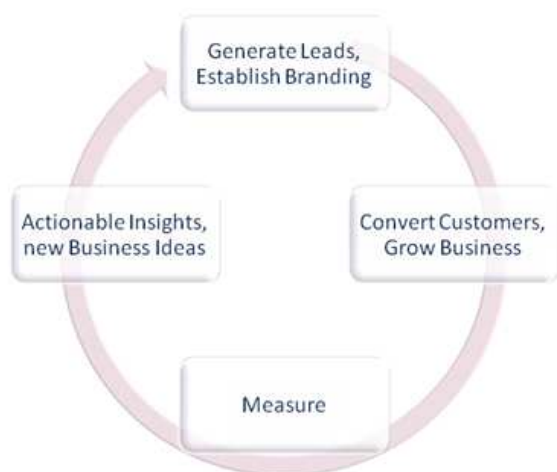 Generate Leads,
Establish Branding
Convert Customers,
Grow Business
Measure
Actionable Insights,
new Business Ideas